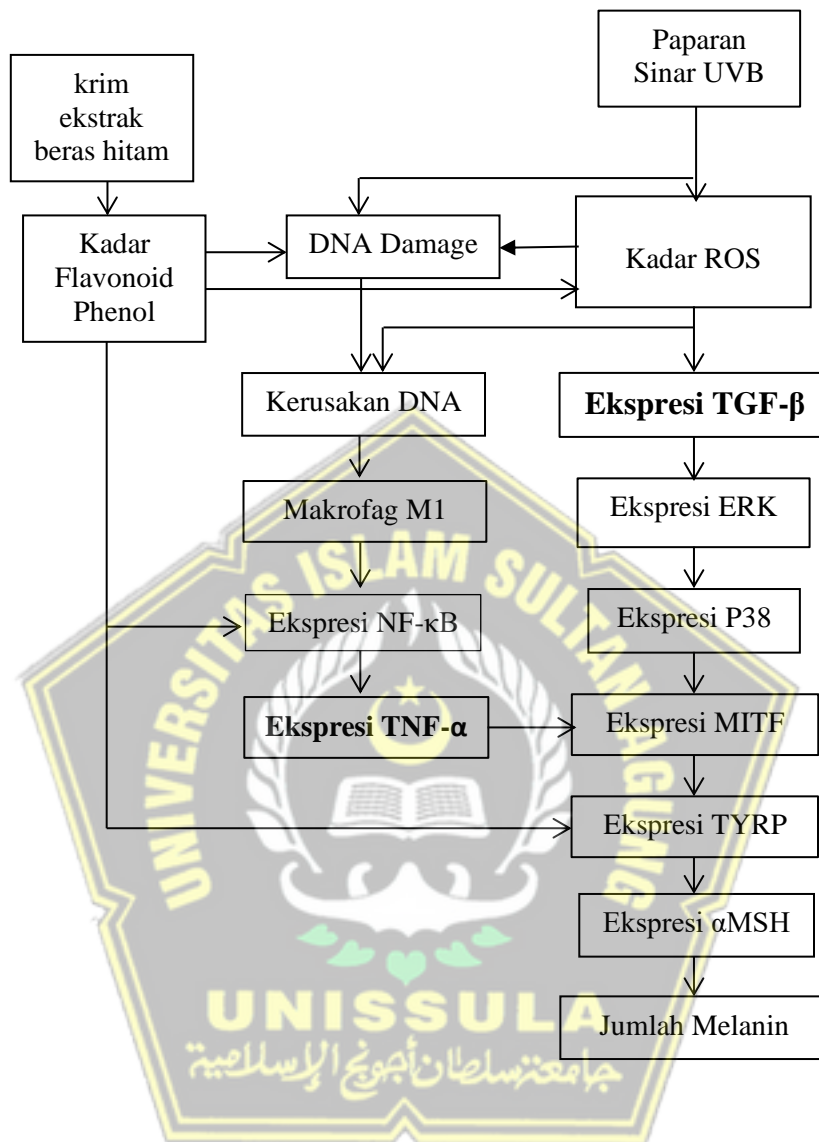 Paparan
Sinar UVB
krim
ekstrak
beras hitam
Kadar
Flavonoid
Phenol
DNA Damage
Kadar ROS
Kerusakan DNA
Ekspresi TGF-β
Makrofag M1
Ekspresi ERK
Ekspresi NF-κB
Ekspresi P38
Ekspresi TNF-α
Ekspresi MITF
Ekspresi TYRP
Ekspresi αMSH
Jumlah Melanin
UNIVERSITAS ISLAM SULTAN AGUNG
UNISSULA
جامعتسلطان أجونج الإسلامية